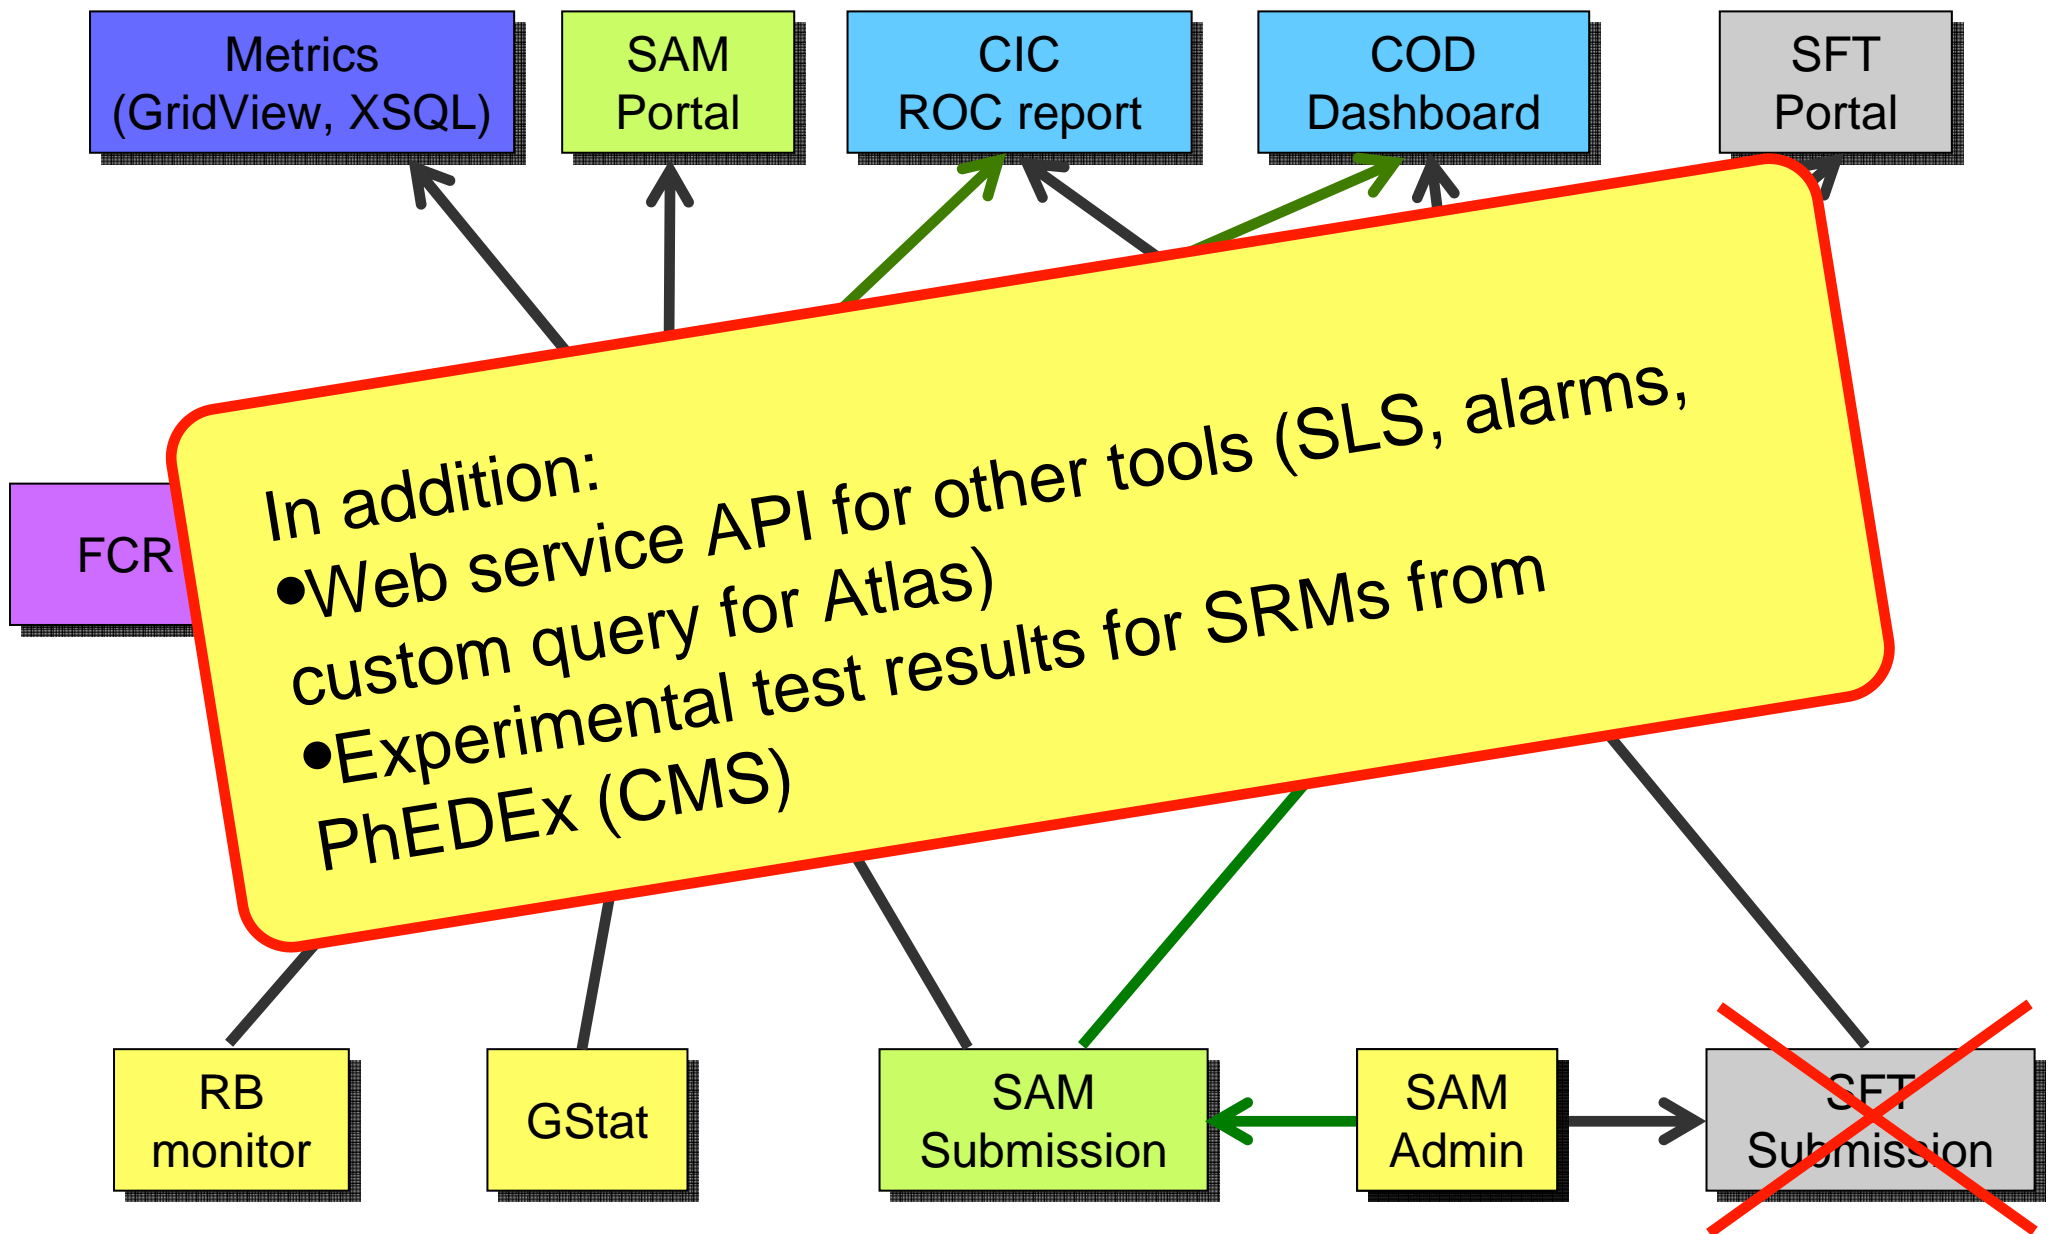 Metrics
(GridView, XSQL)
SAM
Portal
CIC
ROC report
COD
Dashboard
SFT
Portal
FCR
In addition:
•Web service API for other tools (SLS, alarms,
custom query for Atlas)
•Experimental test results for SRMs from
PhEDEx (CMS)
RB
monitor
GStat
SAM
Submission
SAM
Admin
SFT
Submission